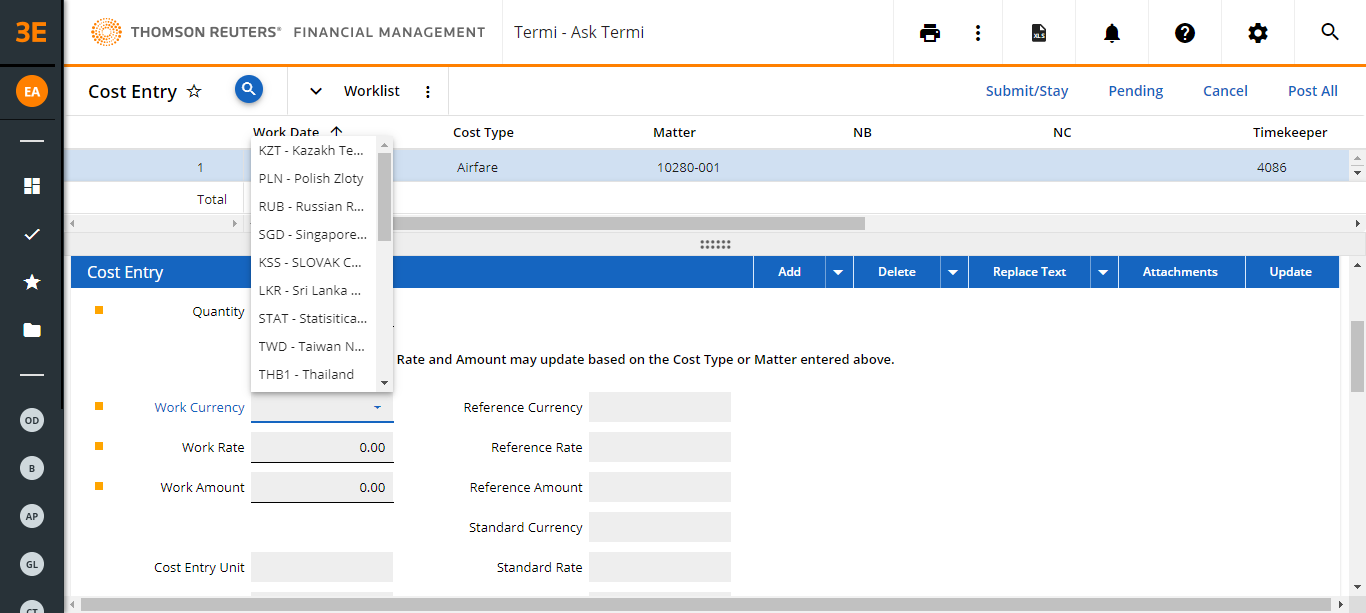 3E
THOMSON REUTERS® FINANCIAL MANAGEMENT
Termi - Ask Termi
XLS
EA
Cost Entry
Worklist
Submit/Stay
Pending
Cancel
Post All
Work Date
Cost Type
Matter
NB
NC
Timekeeper
1
Airfare
10280-001
4086
Total
KZT - Kazakh Te...
PLN - Polish Zloty
RUB - Russian R...
SGD - Singapore...
KSS - SLOVAK C...
LKR - Sri Lanka ...
STAT - Statisitica...
TWD - Taiwan N...
THB1 - Thailand
Cost Entry
Add
Delete
Replace Text
Attachments
Update
Quantity
Rate and Amount may update based on the Cost Type or Matter entered above.
Work Currency
Reference Currency
Work Rate
0.00
Reference Rate
Work Amount
0.00
Reference Amount
Standard Currency
Cost Entry Unit
Standard Rate
OD
B
AP
GL
CT